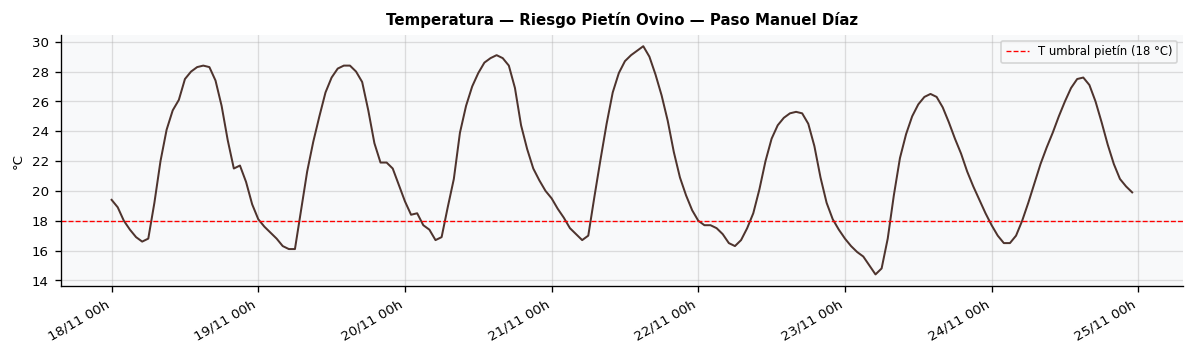 Temperatura — Riesgo Pietín Ovino — Paso Manuel Díaz
T umbral pietín (18 °C)
°C
30
28
26
24
22
20
18
16
14
18/11 00h
19/11 00h
20/11 00h
21/11 00h
22/11 00h
23/11 00h
24/11 00h
25/11 00h